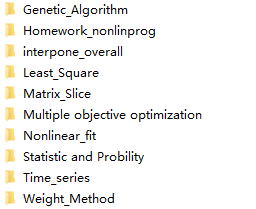 Genetic_Algorithm
Homework_nonlinprog
interpone_overall
Least_Square
Matrix_Slice
Multiple objective optimization
Nonlinear_fit
Statistic and Probility
Time_series
Weight_Method